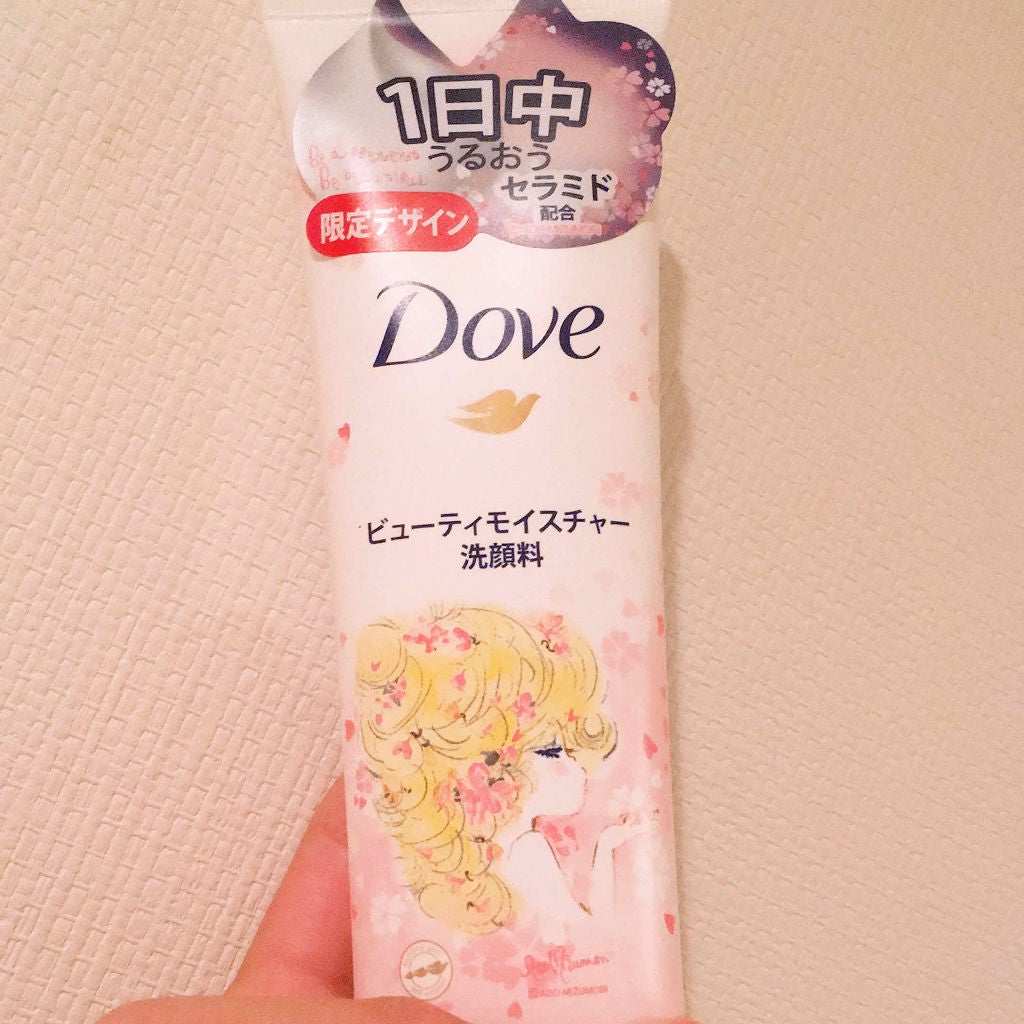 1日中
うるおう
セラミド
配合
限定デザイン
Dove
ビューティモイスチャー
洗顔料